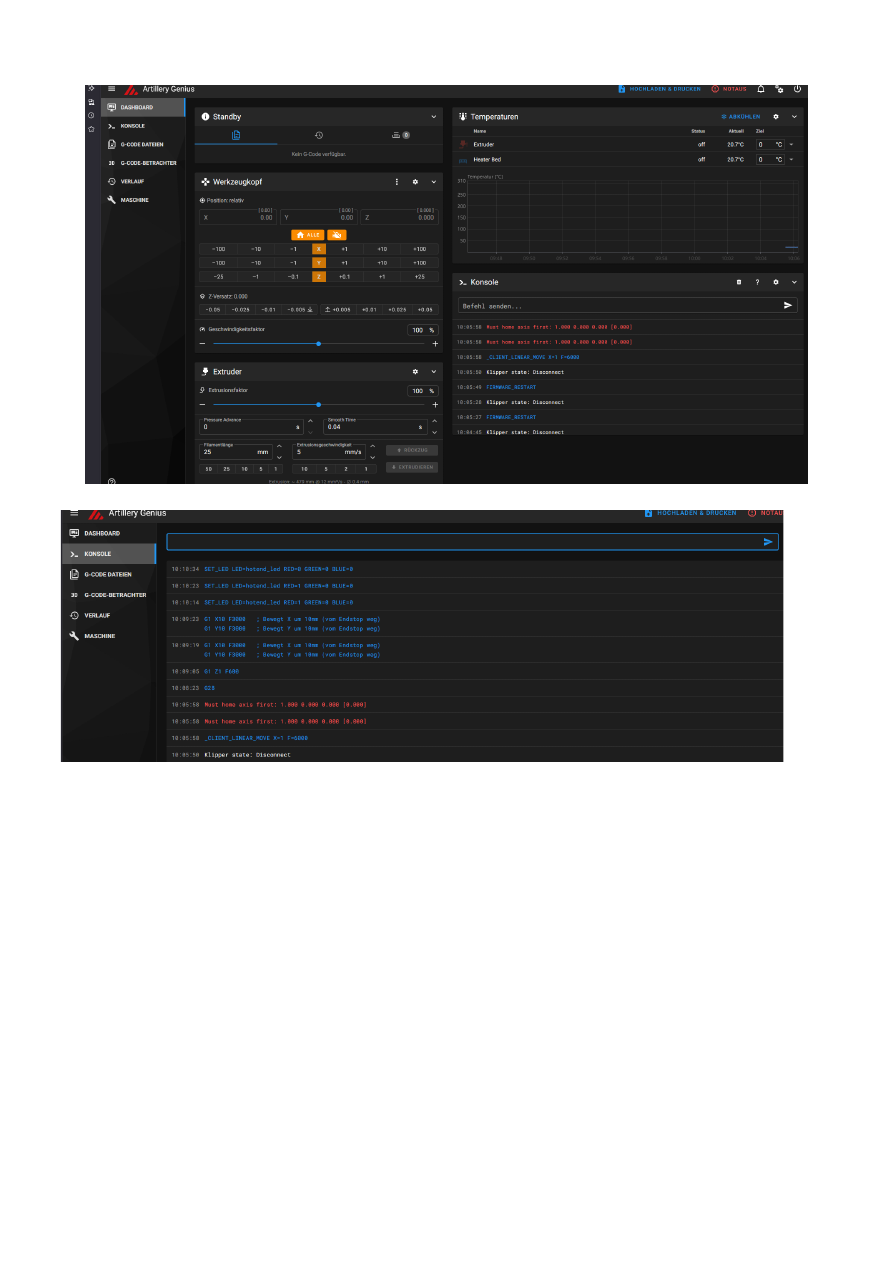 Artillery Genius
HOCHLADEN & DRUCKEN
NOTAUS
DASHBOARD
KONSOLE
G-CODE DATEIEN
G-CODE-BETRACHTER
VERLAUF
MASCHINE
Standby
0
Kein G-Code verfügbar.
Werkzeugkopf
Position: relativ
[ 0.00 ] [ 0.00 ] [ 0.000 ]
X 0.00 Y 0.00 Z 0.000
ALLE
-100 -10 -1 X +1 +10 +100
-100 -10 -1 Y +1 +10 +100
-25 -1 -0.1 Z +0.1 +1 +25
Z-Versatz: 0.000
-0.05 -0.025 -0.01 -0.005 +0.005 +0.01 +0.025 +0.05
Geschwindigkeitsfaktor 100 %
Extruder
Extrusionsfaktor 100 %
Pressure Advance Smooth Time
0 s 0.04 s
Filamentlänge Extrusionsgeschwindigkeit
25 mm 5 mm/s
RÜCKZUG
50 25 10 5 1 10 5 2 1
EXTRUDIEREN
Temperaturen ABKÜHLEN
Name Status Aktuell Ziel
Extruder off 20.7°C 0 °C
Heater Bed off 20.7°C 0 °C
Temperatur [°C]
310
250
200
150
100
50
Konsole
Befehl senden...
10:05:58 Must home axis first: 1.000 0.000 0.000 [0.000]
10:05:58 Must home axis first: 1.000 0.000 0.000 [0.000]
10:05:58 _CLIENT_LINEAR_MOVE X=1 F=6000
10:05:50 Klipper state: Disconnect
10:05:49 FIRMWARE_RESTART
10:05:28 Klipper state: Disconnect
10:05:27 FIRMWARE_RESTART
10:04:45 Klipper state: Disconnect
Artillery Genius
HOCHLADEN & DRUCKEN
NOTAU
DASHBOARD
KONSOLE
G-CODE DATEIEN
G-CODE-BETRACHTER
VERLAUF
MASCHINE
10:10:34 SET_LED LED=hotend_led RED=0 GREEN=0 BLUE=0
10:10:23 SET_LED LED=hotend_led RED=1 GREEN=0 BLUE=0
10:10:14 SET_LED LED=hotend_led RED=1 GREEN=0 BLUE=0
10:09:23 G1 X10 F3000 ; Bewegt X um 10mm (vom Endstop weg)
G1 Y10 F3000 ; Bewegt Y um 10mm (vom Endstop weg)
10:09:19 G1 X10 F3000 ; Bewegt X um 10mm (vom Endstop weg)
G1 Y10 F3000 ; Bewegt Y um 10mm (vom Endstop weg)
10:09:05 G1 Z1 F600
10:08:23 G28
10:05:58 Must home axis first: 1.000 0.000 0.000 [0.000]
10:05:58 Must home axis first: 1.000 0.000 0.000 [0.000]
10:05:58 _CLIENT_LINEAR_MOVE X=1 F=6000
10:05:50 Klipper state: Disconnect